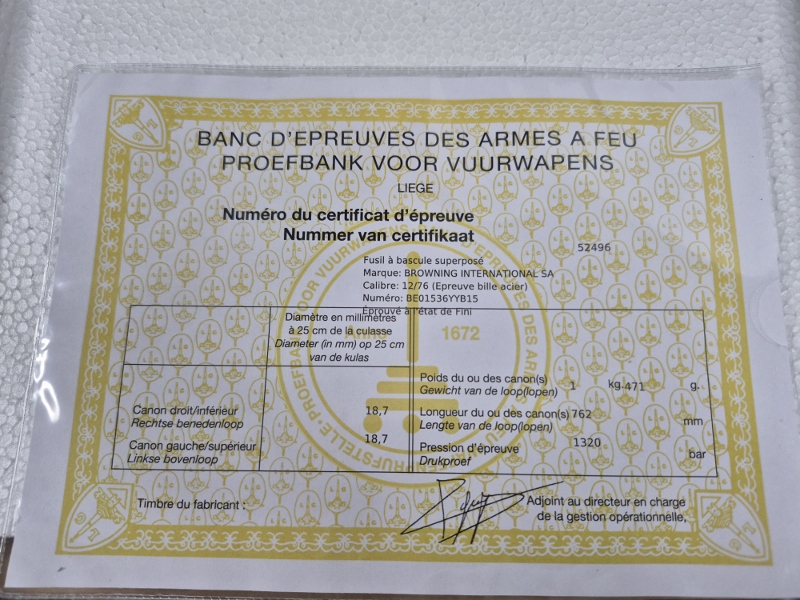 BANC D'EPREUVES DES ARMES A FEU
PROEFBANK VOOR VUURWAPENS
LIEGE
Numéro du certificat d'épreuve
Nummer van certifikaat
52496
Fusil à bascule superposé
Marque: BROWNING INTERNATIONAL SA
Calibre: 12/76 (Epreuve bille acier)
Numéro: BE01536YYB15
Eprouvé à l'état de Fini
Diamètre en millimètres
à 25 cm de la culasse
Diameter (in mm) op 25 cm
van de kulas
1672
Poids du ou des canon(s) 1 kg. 471 g.
Gewicht van de loop(lopen)
Canon droit/inférieur 18,7
Rechtse benedenloop
Longueur du ou des canon(s) 762 mm
Lengte van de loop(lopen)
Canon gauche/supérieur 18,7
Linkse bovenloop
Pression d'épreuve 1320 bar
Drukproef
Timbre du fabricant :
Adjoint au directeur en charge
de la gestion opérationnelle,